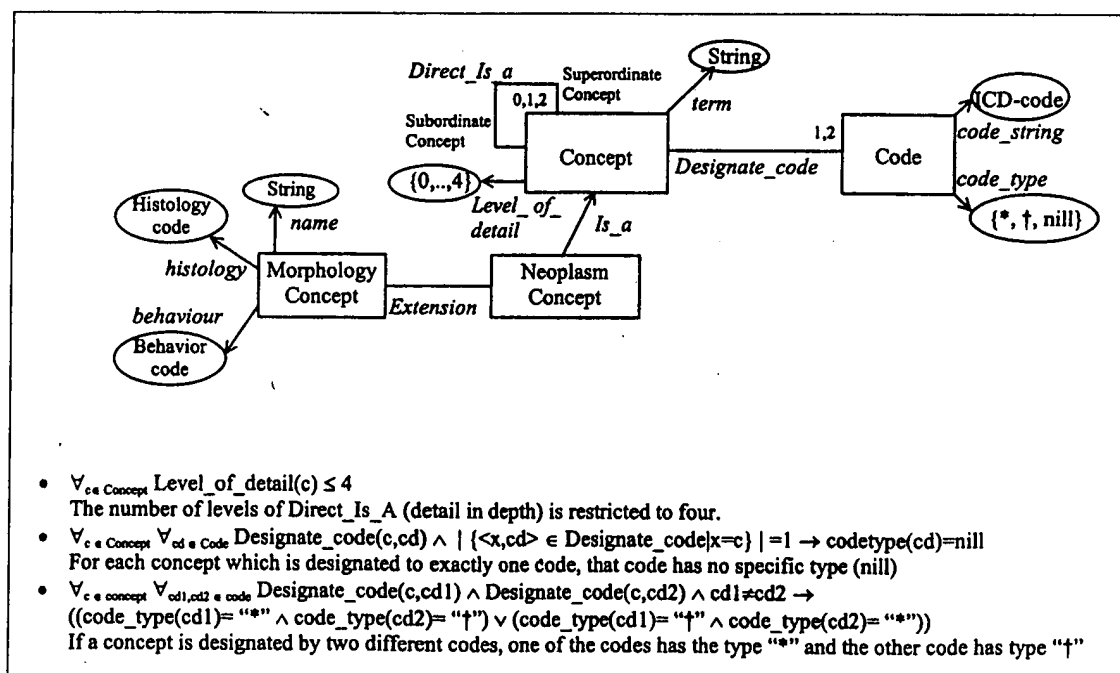 String
Direct_Is_a
Superordinate
Concept
0,1,2
term
ICD-code
Subordinate
Concept
1,2
code_string
Concept
Designate_code
Code
{0,..,4}
code_type
String
Level_of_
detail
Is_a
{*, †, nill}
Histology
code
name
histology
Morphology
Concept
Neoplasm
Concept
Extension
behaviour
Behavior
code
• ∀c∈ Concept Level_of_detail(c) ≤ 4
The number of levels of Direct_Is_A (detail in depth) is restricted to four.
• ∀c ∈ Concept ∀cd ∈ Code Designate_code(c,cd) ∧ | {<x,cd> ∈ Designate_code|x=c} | =1 → codetype(cd)=nill
For each concept which is designated to exactly one code, that code has no specific type (nill)
• ∀c ∈ concept ∀cd1,cd2 ∈ code Designate_code(c,cd1) ∧ Designate_code(c,cd2) ∧ cd1≠cd2 →
((code_type(cd1)= “*” ∧ code_type(cd2)= “†”) ∨ (code_type(cd1)= “†” ∧ code_type(cd2)= “*”))
If a concept is designated by two different codes, one of the codes has the type “*” and the other code has type “†”